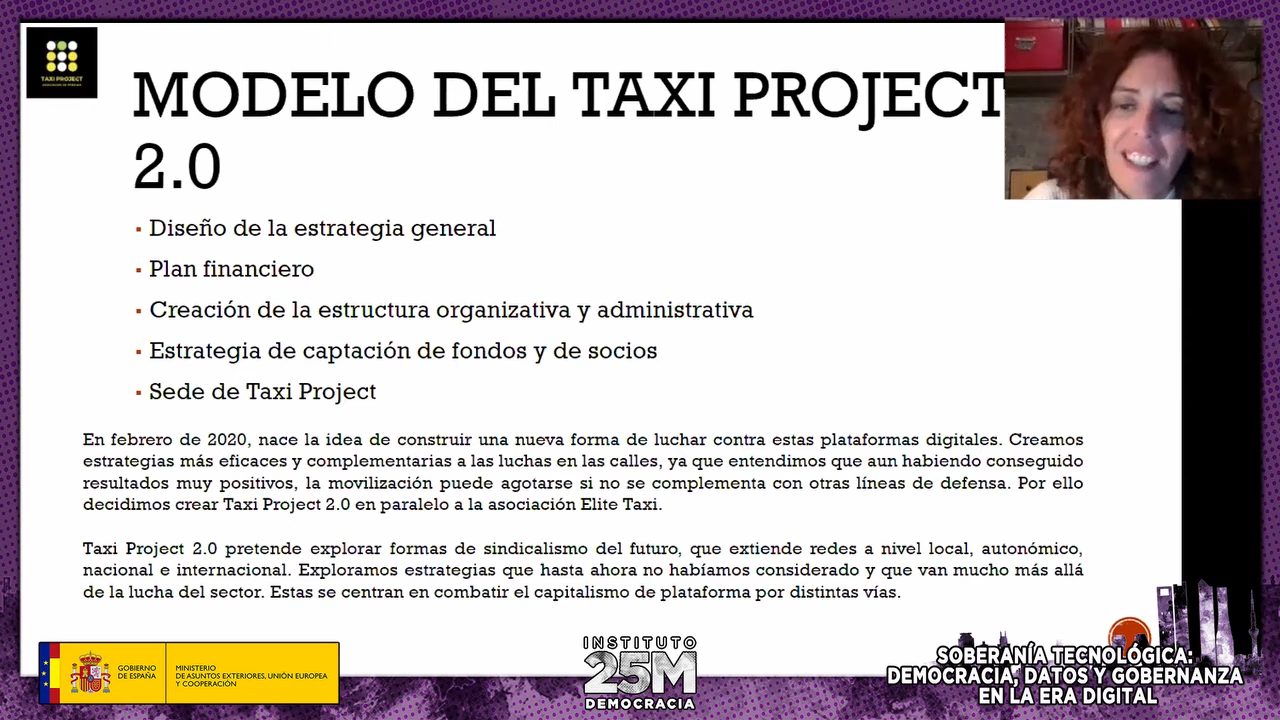 TAXI PROJECT
MODELO DEL TAXI PROJECT
2.0
▪ Diseño de la estrategia general
▪ Plan financiero
▪ Creación de la estructura organizativa y administrativa
▪ Estrategia de captación de fondos y de socios
▪ Sede de Taxi Project
En febrero de 2020, nace la idea de construir una nueva forma de luchar contra estas plataformas digitales. Creamos
estrategias más eficaces y complementarias a las luchas en las calles, ya que entendimos que aun habiendo conseguido
resultados muy positivos, la movilización puede agotarse si no se complementa con otras líneas de defensa. Por ello
decidimos crear Taxi Project 2.0 en paralelo a la asociación Elite Taxi.
Taxi Project 2.0 pretende explorar formas de sindicalismo del futuro, que extiende redes a nivel local, autonómico,
nacional e internacional. Exploramos estrategias que hasta ahora no habíamos considerado y que van mucho más allá
de la lucha del sector. Estas se centran en combatir el capitalismo de plataforma por distintas vías.
GOBIERNO
DE ESPAÑA
MINISTERIO
DE ASUNTOS EXTERIORES, UNIÓN EUROPEA
Y COOPERACIÓN
INSTITUTO
25M
DEMOCRACIA
SOBERANÍA TECNOLÓGICA:
DEMOCRACIA, DATOS Y GOBERNANZA
EN LA ERA DIGITAL